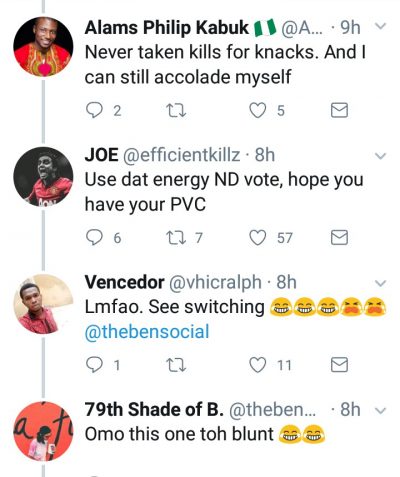 Alams Philip Kabuk 🇳🇬 @A... · 9h
Never taken kills for knacks. And I
can still accolade myself
2 5
JOE @efficientkillz · 8h
Use dat energy ND vote, hope you
have your PVC
6 7 57
Vencedor @vhicralph · 8h
Lmfao. See switching 😂😂😂😫😫
@thebensocial
1 11
79th Shade of B. @theben... · 8h
Omo this one toh blunt 😂😂